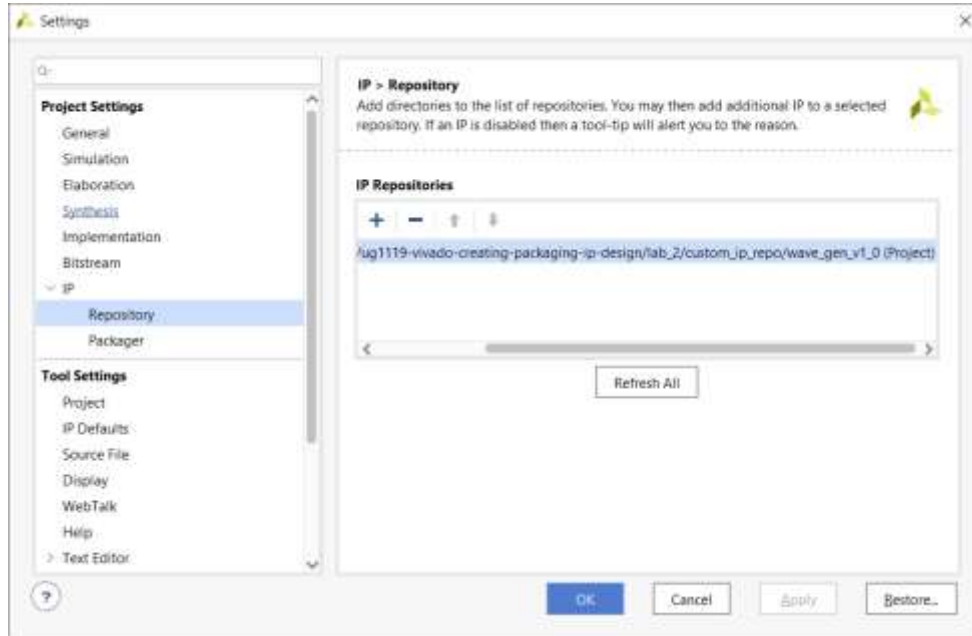 Settings
Project Settings
General
Simulation
Elaboration
Synthesis
Implementation
Bitstream
IP
Repository
Packager
Tool Settings
Project
IP Defaults
Source File
Display
WebTalk
Help
Text Editor
IP > Repository
Add directories to the list of repositories. You may then add additional IP to a selected
repository. If an IP is disabled then a tool-tip will alert you to the reason.
IP Repositories
/ug1119-vivado-creating-packaging-ip-design/lab_2/custom_ip_repo/wave_gen_v1_0 (Project)
Refresh All
?
OK
Cancel
Apply
Restore...